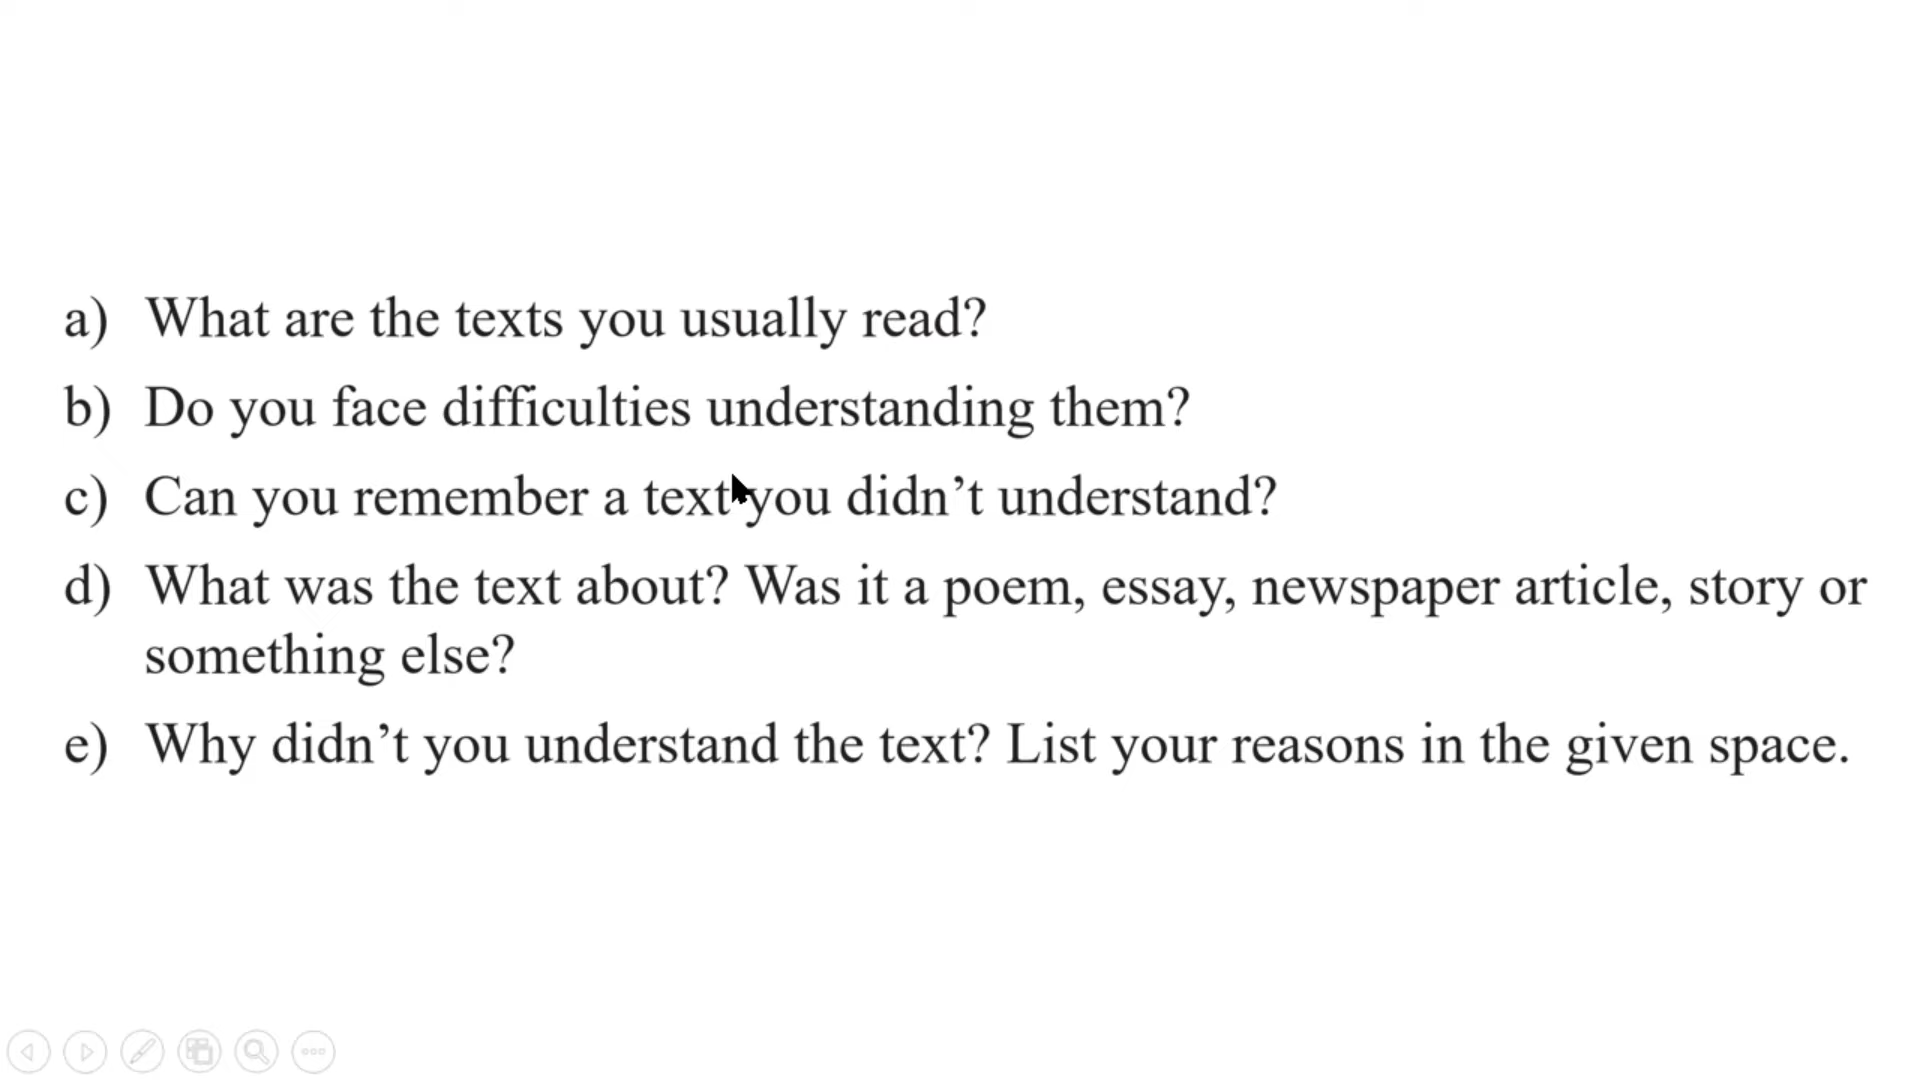 a) What are the texts you usually read?
b) Do you face difficulties understanding them?
c) Can you remember a text you didn’t understand?
d) What was the text about? Was it a poem, essay, newspaper article, story or
something else?
e) Why didn’t you understand the text? List your reasons in the given space.